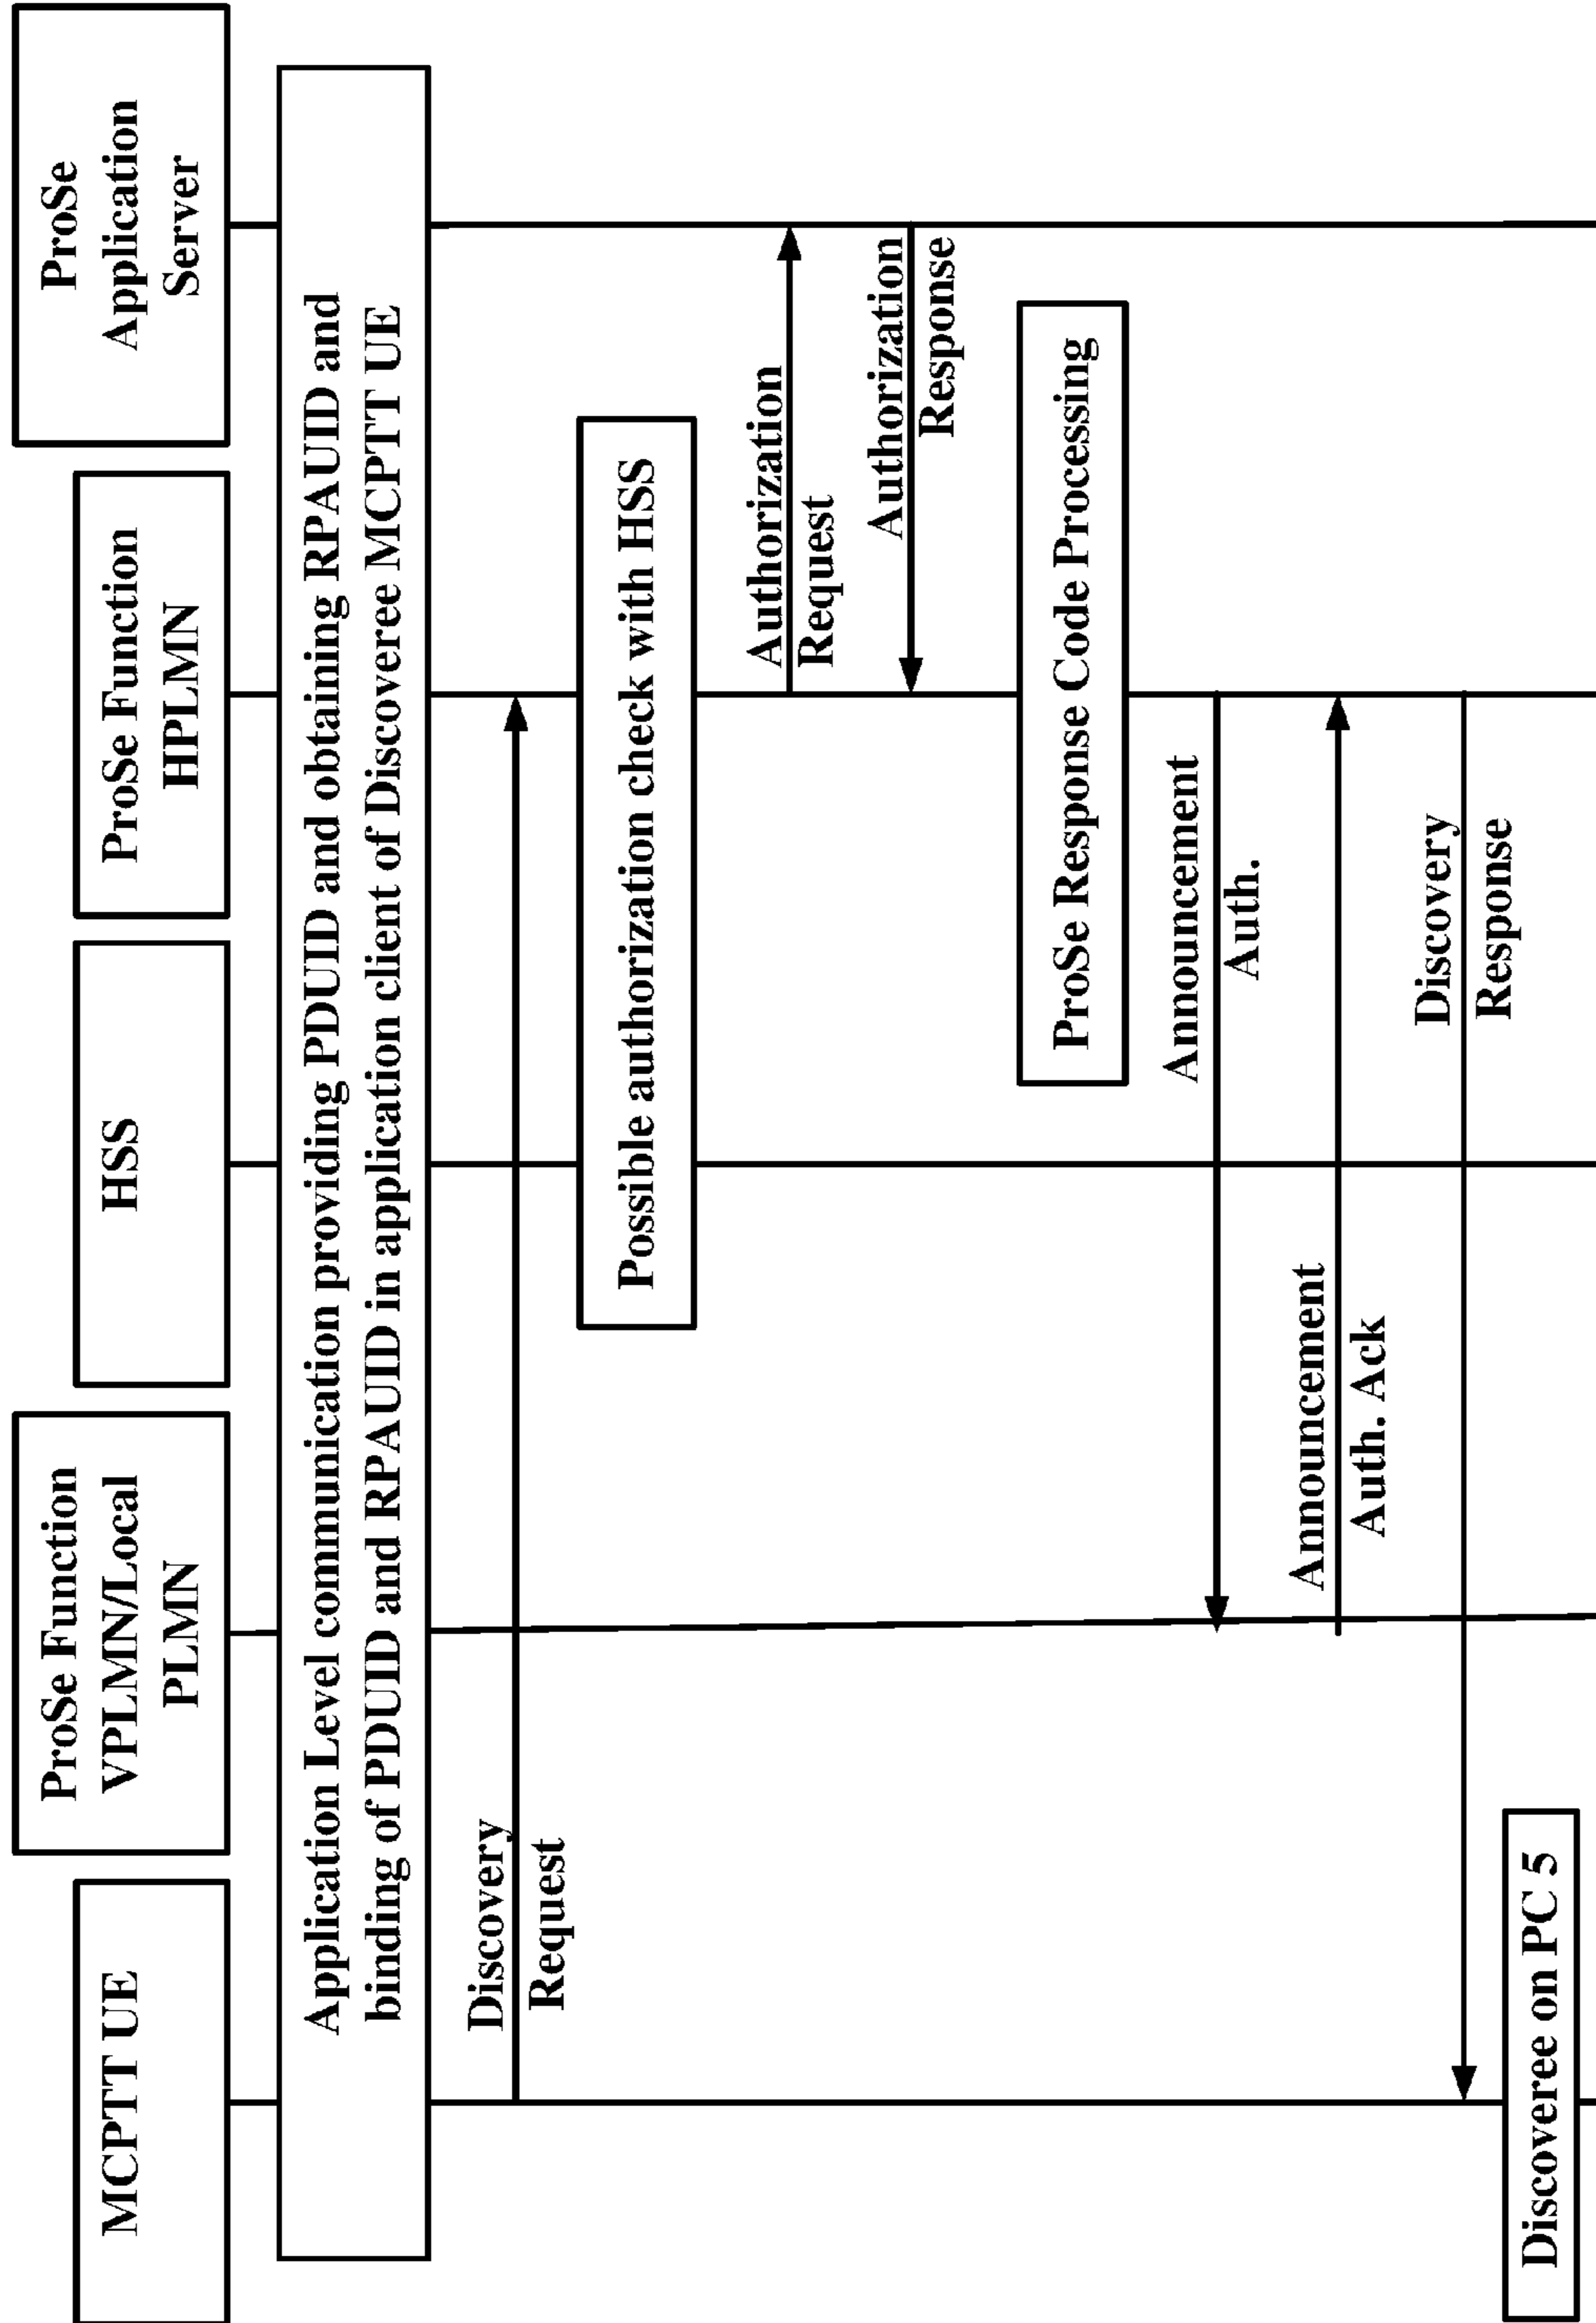 MCPTT UE
ProSe Function
VPLMN/Local
PLMN
HSS
ProSe Function
HPLMN
ProSe
Application
Server
Application Level communication providing PDUID and obtaining RPAUID and
binding of PDUID and RPAUID in application client of Discoveree MCPTT UE
Discovery
Request
Possible authorization check with HSS
Authorization
Request
Authorization
Response
ProSe Response Code Processing
Announcement
Auth.
Announcement
Auth. Ack
Discovery
Response
Discoveree on PC 5